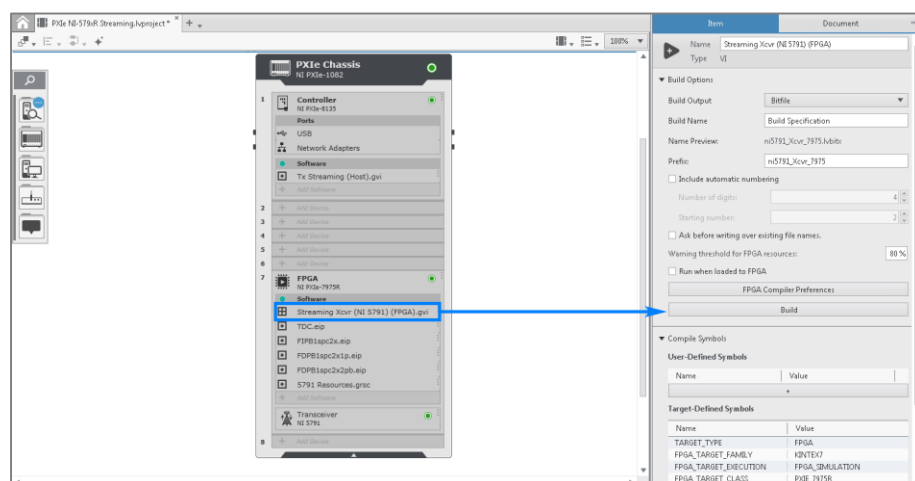 PXIe NI-579xR Streaming.lvproject*
100%
PXIe Chassis
NI PXIe-1082
1
Controller
NI PXIe-8135
Ports
USB
Network Adapters
Software
Tx Streaming (Host).gvi
Add Software
2 Add Device
3 Add Device
4 Add Device
5 Add Device
6 Add Device
7
FPGA
NI PXIe-7975R
Software
Streaming Xcvr (NI 5791) (FPGA).gvi
TDC.eip
FIPB1spc2x.eip
FDPB1spc2x1p.eip
FDPB1spc2x2pb.eip
5791 Resources.grsc
Add Software
Transceiver
NI 5791
8 Add Device
Item Document
Name Streaming Xcvr (NI 5791) (FPGA)
Type VI
Build Options
Build Output Bitfile
Build Name Build Specification
Name Preview: ni5791_Xcvr_7975.lvbitx
Prefix: ni5791_Xcvr_7975
Include automatic numbering
Number of digits: 4
Starting number: 2
Ask before writing over existing file names.
Warning threshold for FPGA resources: 80 %
Run when loaded to FPGA
FPGA Compiler Preferences
Build
Compile Symbols
User-Defined Symbols
Name Value
+
Target-Defined Symbols
Name Value
TARGET_TYPE FPGA
FPGA_TARGET_FAMILY KINTEX7
FPGA_TARGET_EXECUTION FPGA_SIMULATION
FPGA_TARGET_CLASS PXIE_7975R